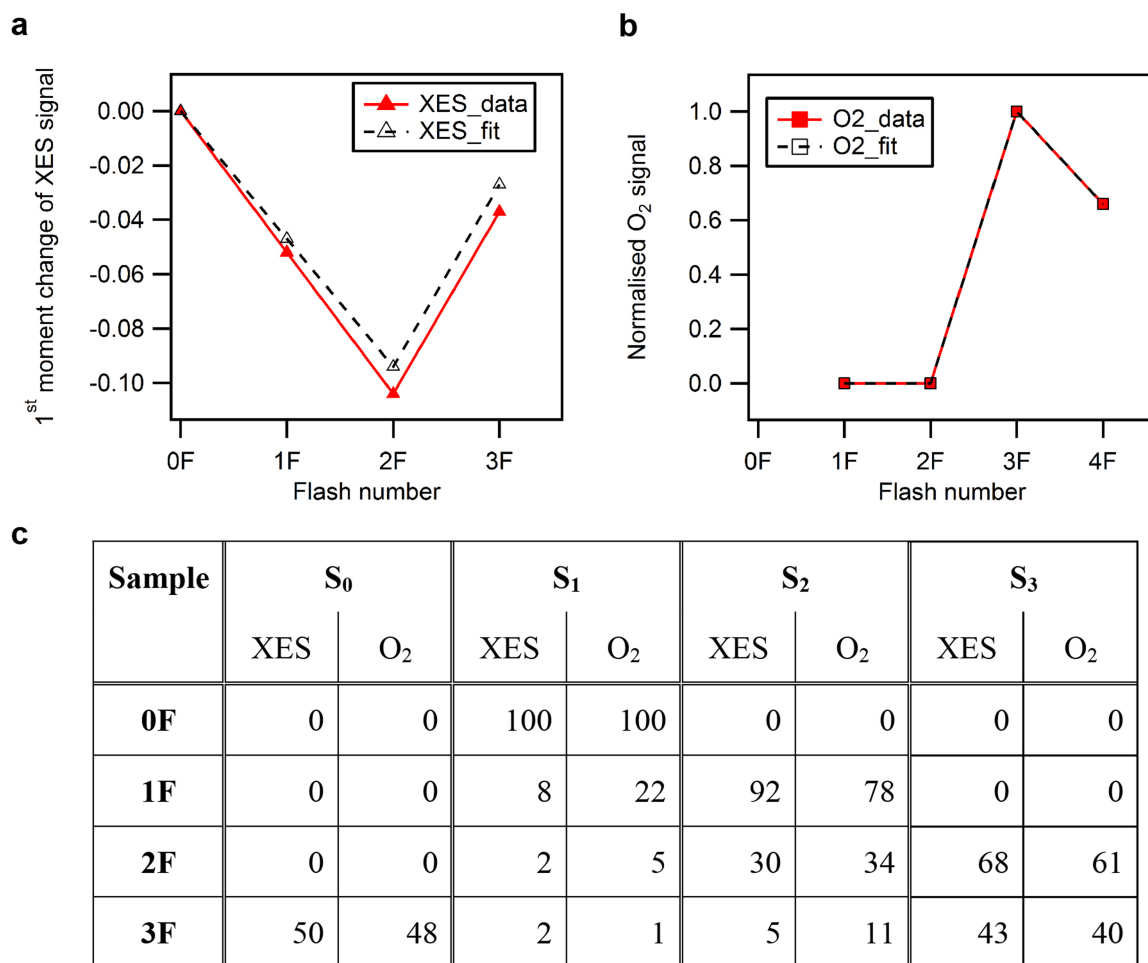 a
1st moment change of XES signal
0.00
-0.02
-0.04
-0.06
-0.08
-0.10
XES_data
XES_fit
0F 1F 2F 3F
Flash number
b
Normalised O2 signal
1.0
0.8
0.6
0.4
0.2
0.0
O2_data
O2_fit
0F 1F 2F 3F 4F
Flash number
c
Sample S0 S1 S2 S3
XES O2 XES O2 XES O2 XES O2
0F 0 0 100 100 0 0 0 0
1F 0 0 8 22 92 78 0 0
2F 0 0 2 5 30 34 68 61
3F 50 48 2 1 5 11 43 40